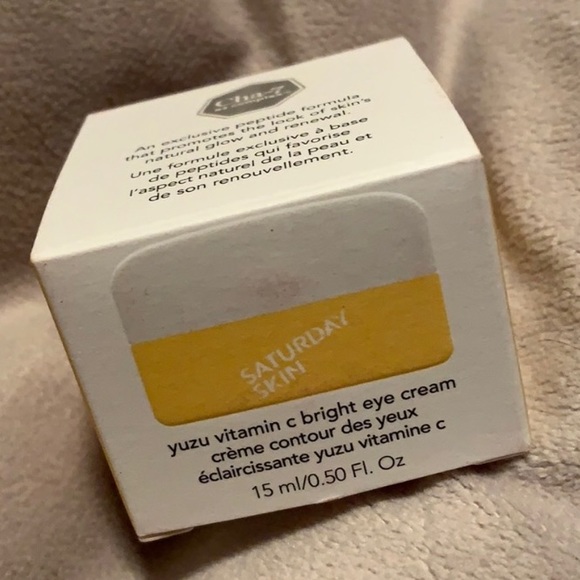 Cha-7
An exclusive peptide formula
that promotes the look of skin's
natural glow and renewal.
Une formule exclusive à base
de peptides qui favorise
l'aspect naturel de la peau et
de son renouvellement.
SATURDAY
SKIN
yuzu vitamin c bright eye cream
crème contour des yeux
éclaircissante yuzu vitamine c
15 ml/0.50 Fl. Oz